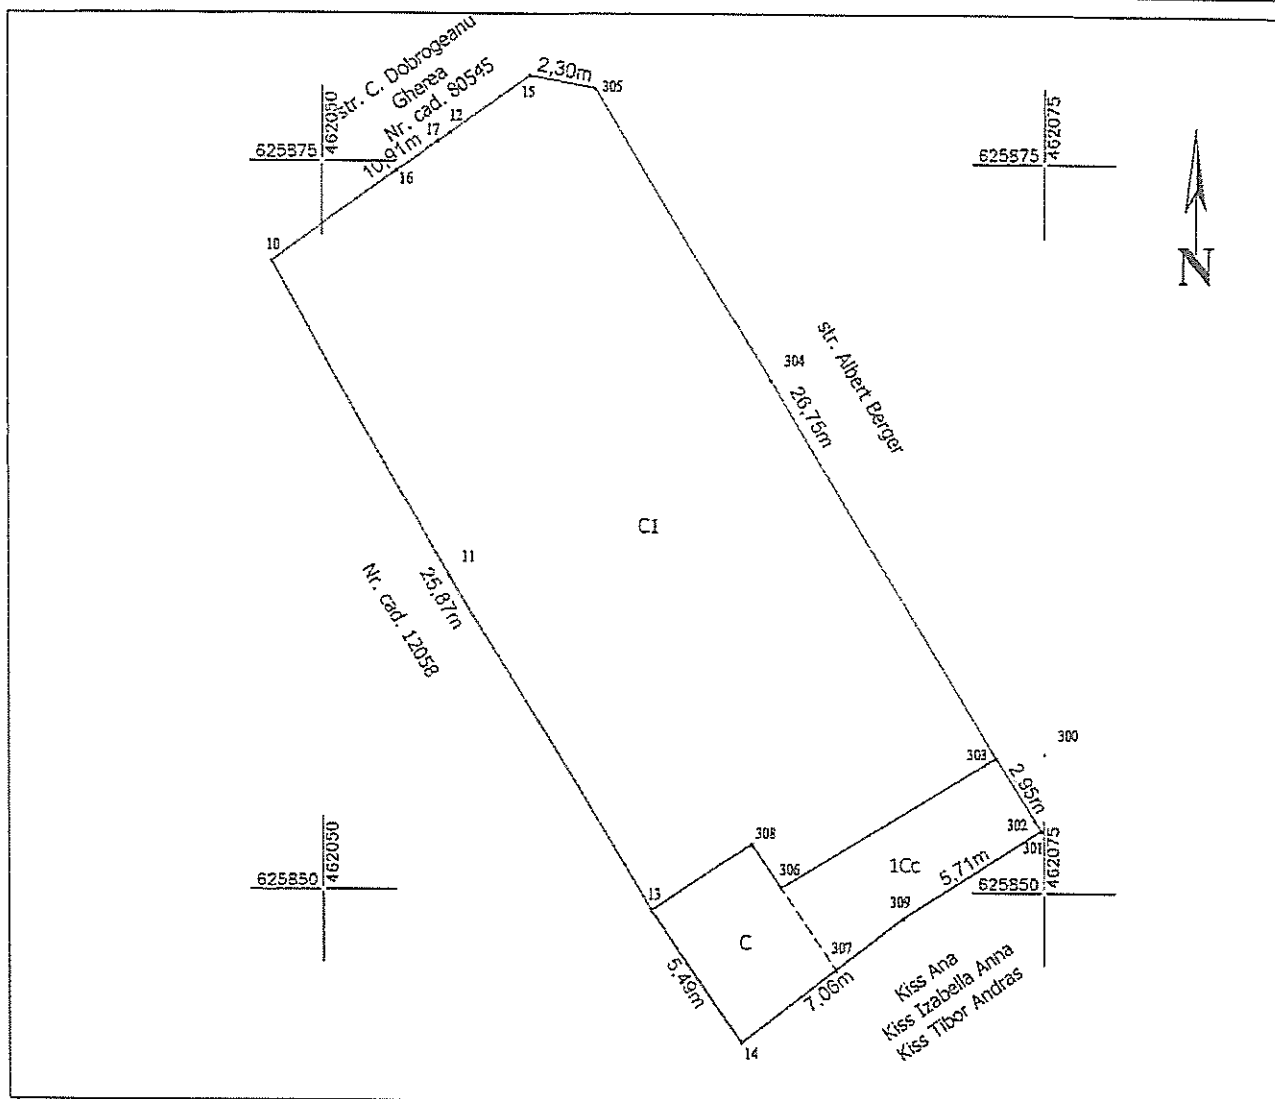 str. C. Dobrogeanu
Gherea
Nr. cad. 80545
2,30m
15
305
12
17
10,91m
16
462050
625875
462075
625875
10
N
304
str. Albert Berger
26,75m
C1
11
25,87m
Nr. cad. 12058
300
303
2,95m
302
301
308
306
1Cc
5,71m
462050
625850
462075
625850
13
309
C
307
5,49m
7,06m
14
Kiss Ana
Kiss Izabella Anna
Kiss Tibor Andras